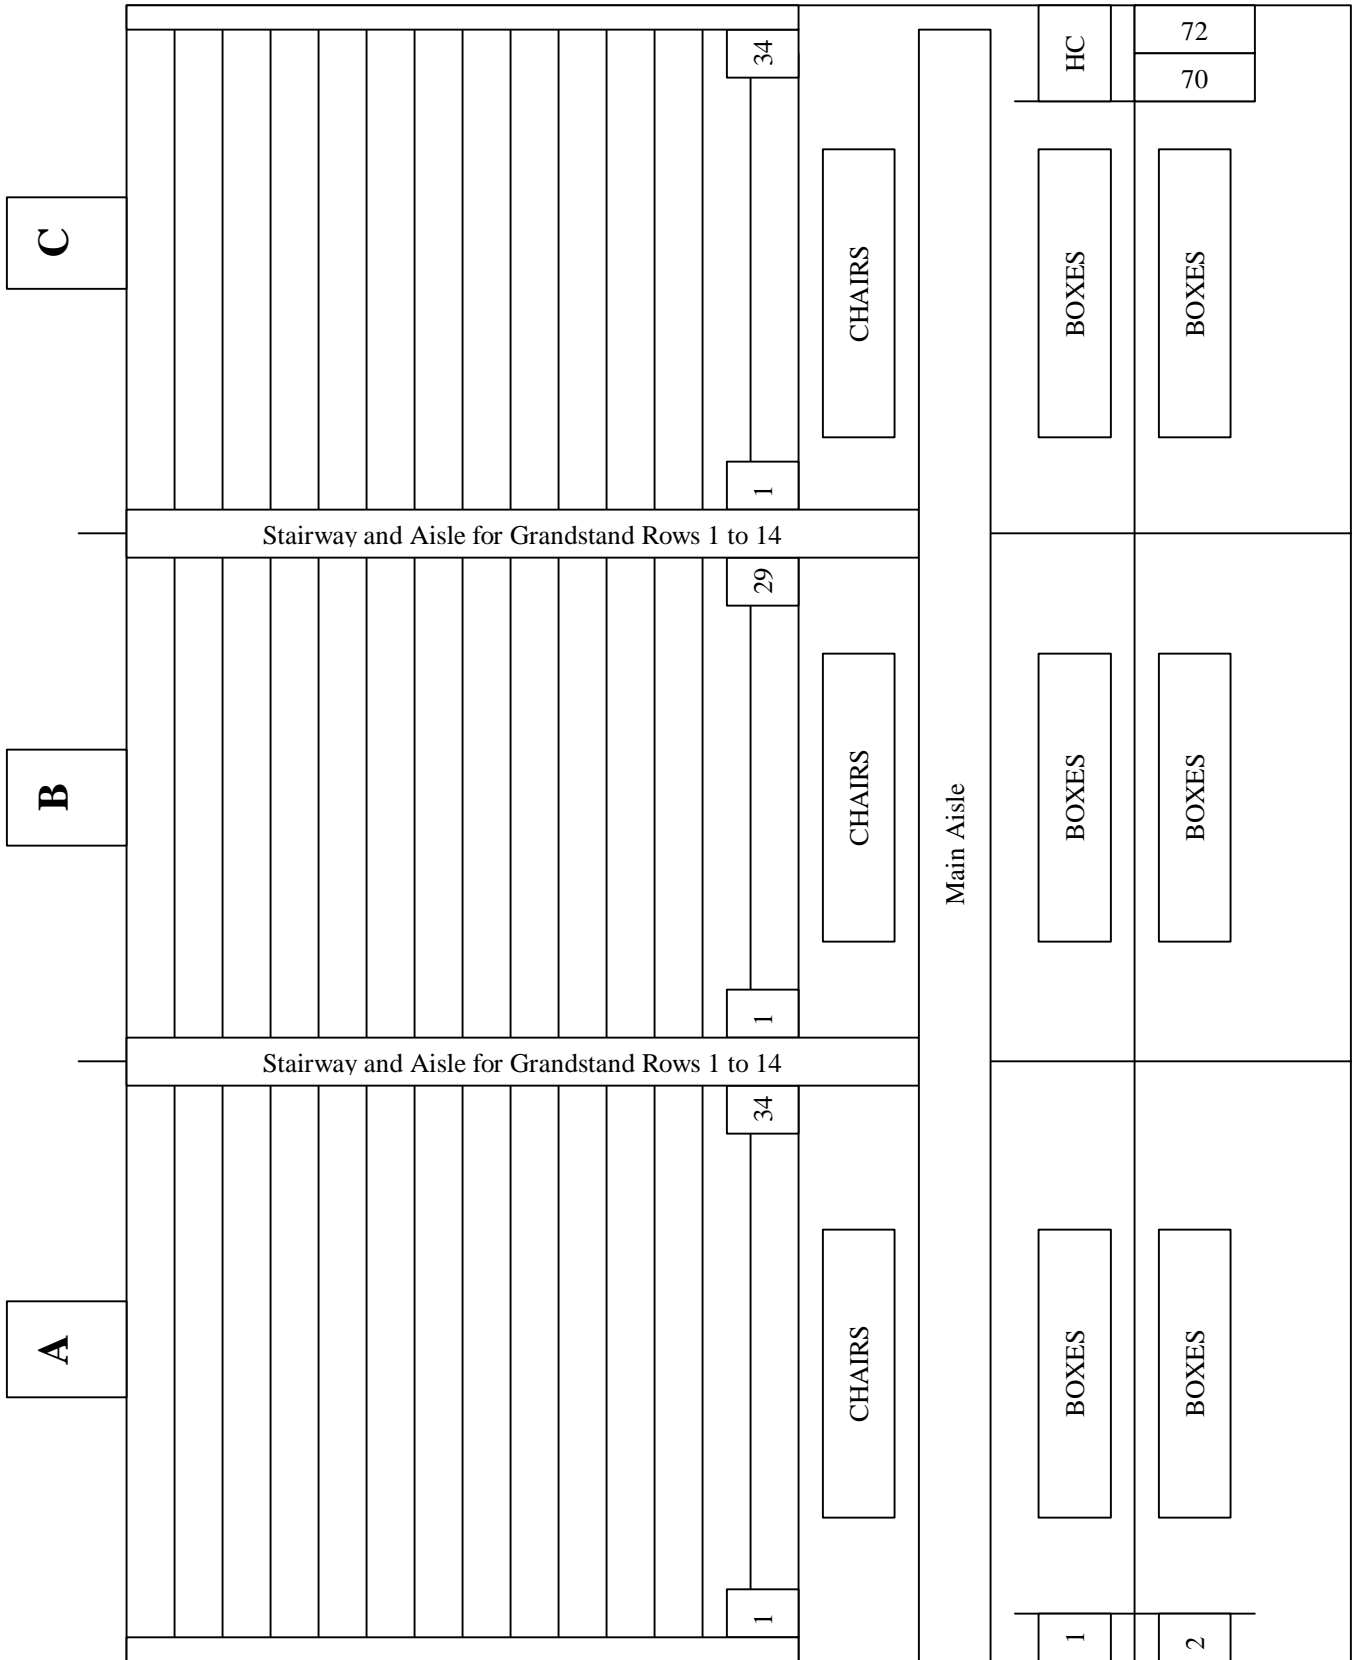 34
HC
72
70
C
CHAIRS
BOXES
BOXES
1
Stairway and Aisle for Grandstand Rows 1 to 14
29
B
CHAIRS
Main Aisle
BOXES
BOXES
1
Stairway and Aisle for Grandstand Rows 1 to 14
34
A
CHAIRS
BOXES
BOXES
1
1
2